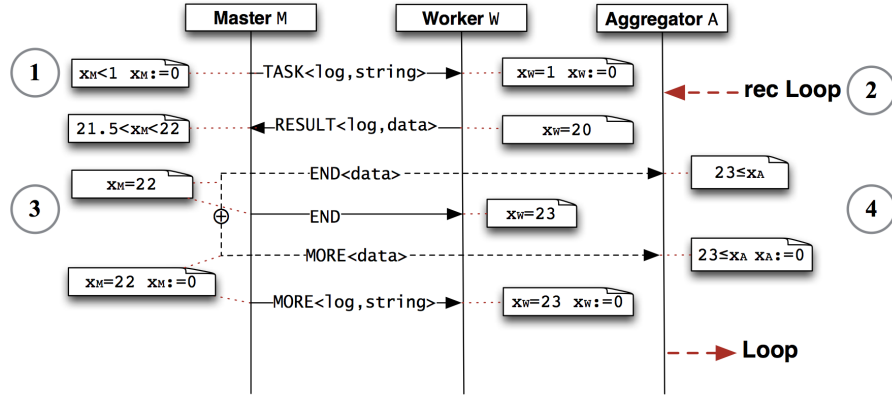 Master M
Worker W
Aggregator A
1
xM<1 xM:=0
TASK<log,string>
xW=1 xW:=0
rec Loop
2
21.5<xM<22
RESULT<log,data>
xW=20
xM=22
END<data>
23≤xA
3
⊕
END
xW=23
4
MORE<data>
23≤xA xA:=0
xM=22 xM:=0
MORE<log,string>
xW=23 xW:=0
Loop